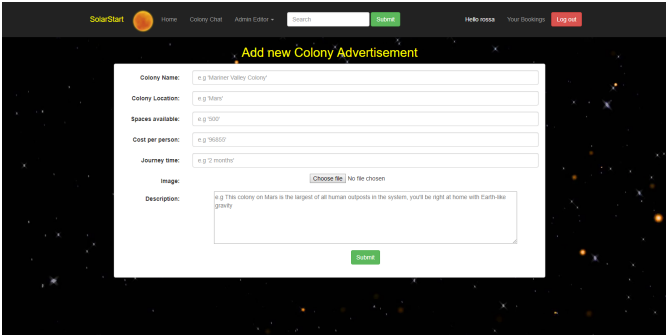 SolarStart Home Colony Chat Admin Editor Search Submit Hello rossa Your Bookings Log out
Add new Colony Advertisement
Colony Name: e.g 'Mariner Valley Colony'
Colony Location: e.g 'Mars'
Spaces available: e.g '500'
Cost per person: e.g '96855'
Journey time: e.g '2 months'
Image: Choose file No file chosen
Description: e.g This colony on Mars is the largest of all human outposts in the system, you'll be right at home with Earth-like
gravity
Submit